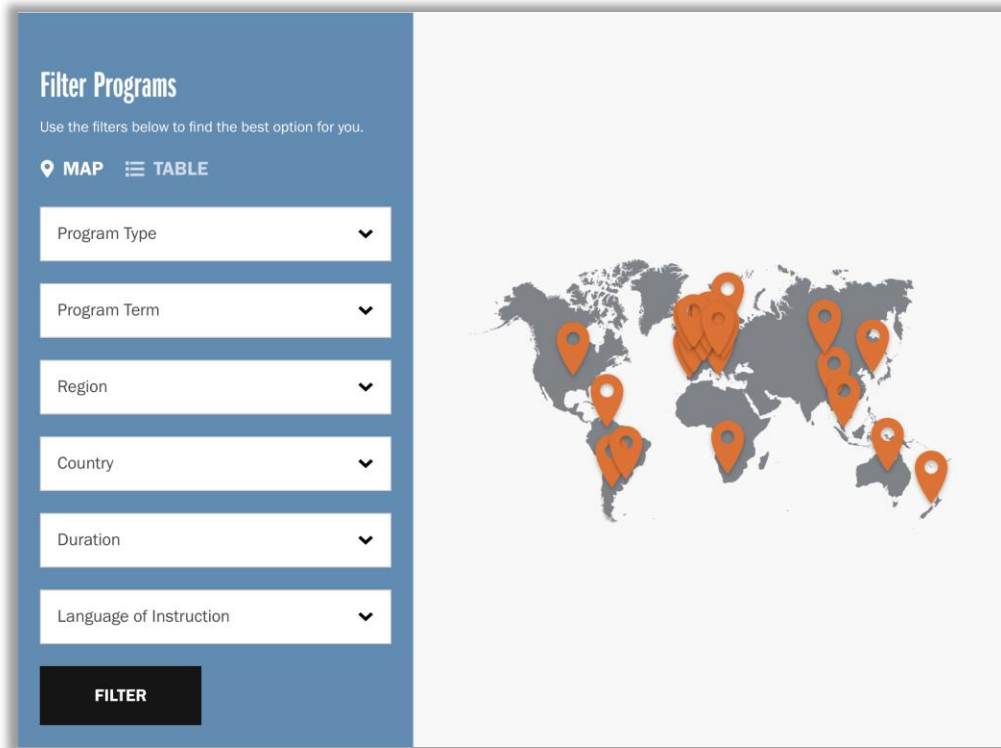 Filter Programs
Use the filters below to find the best option for you.
MAP TABLE
Program Type
Program Term
Region
Country
Duration
Language of Instruction
FILTER